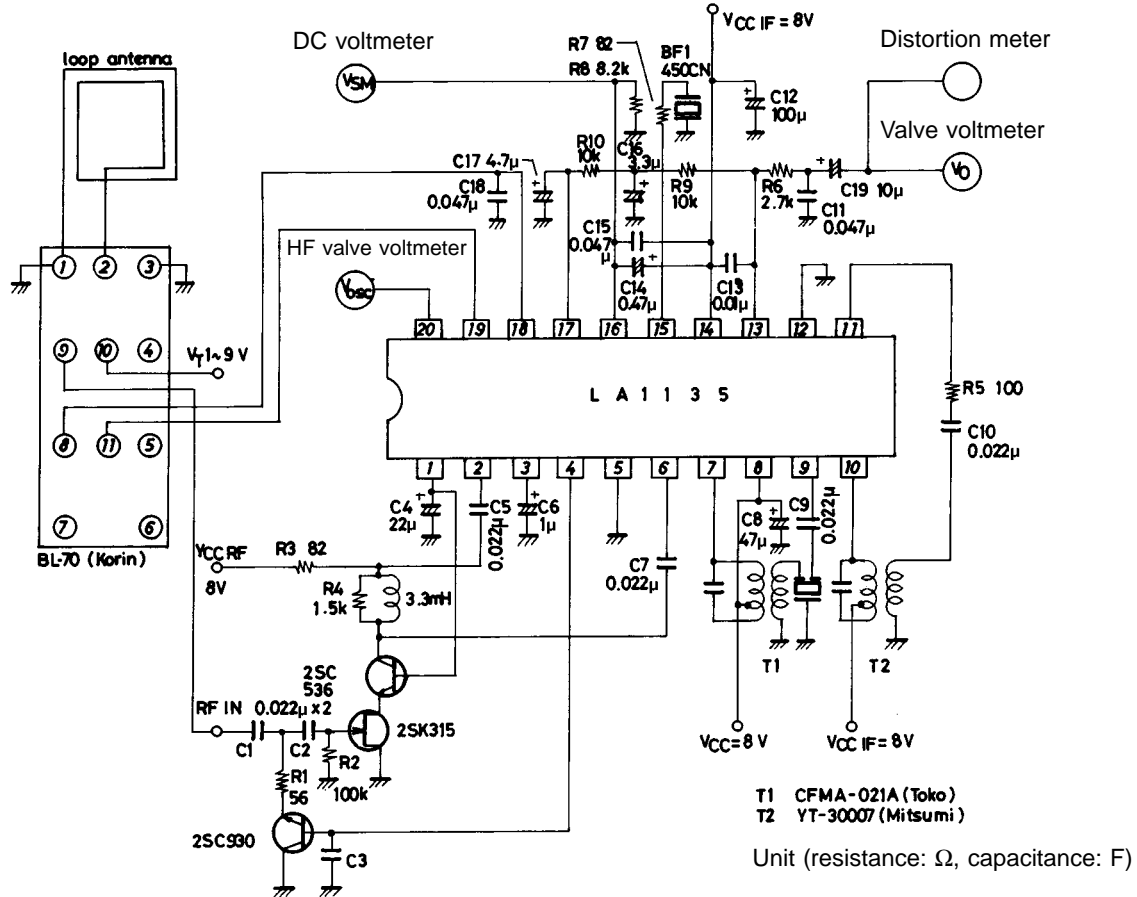 VCC IF = 8V
DC voltmeter
R7 82
BF1
450CN
Distortion meter
loop antenna
VSM
R8 8.2k
C12
100μ
Valve voltmeter
R10
10k
C16
3.3μ
C17 4.7μ
C18
0.047μ
R9
10k
R6
2.7k
C19 10μ
VO
C11
0.047μ
C15
0.047
μ
HF valve voltmeter
1
2
3
Vosc
C14
0.47μ
C13
0.01μ
20
19
18
17
16
15
14
13
12
11
9
10
4
VT 1~9 V
LA1135
R5 100
C10
0.022μ
8
11
5
1
2
3
4
5
6
7
8
9
10
7
6
BL-70 (Korin)
C4
22μ
C5
0.022μ
C6
1μ
C7
0.022μ
C8
47μ
C9
0.022μ
VCC RF
8V
R3 82
R4
1.5k
3.3mH
T1
T2
2SC
536
RF IN
0.022μ×2
2SK315
C1
C2
R2
100k
R1
56
VCC=8V
VCC IF=8V
2SC930
C3
T1 CFMA-021A (Toko)
T2 YT-30007 (Mitsumi)
Unit (resistance: Ω, capacitance: F)